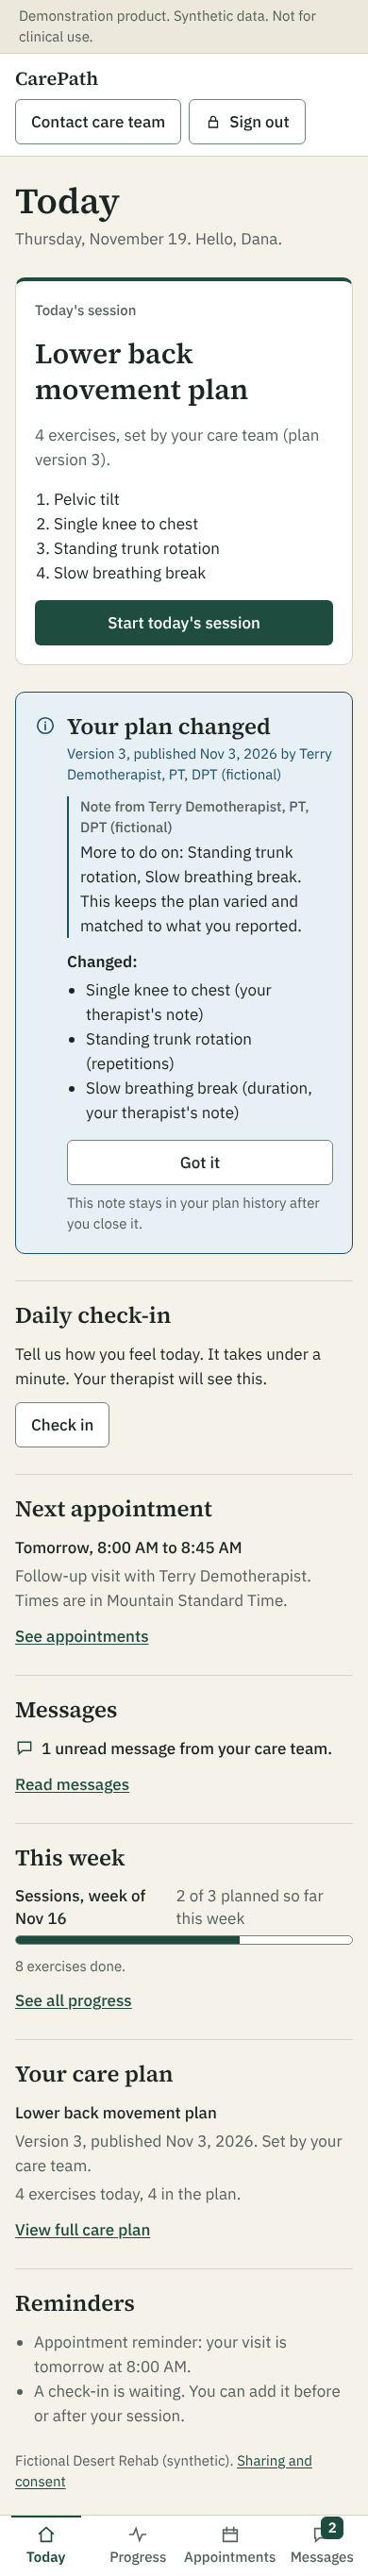 Demonstration product. Synthetic data. Not for
clinical use.
CarePath
Contact care team
Sign out
Today
Thursday, November 19. Hello, Dana.
Today's session
Lower back
movement plan
4 exercises, set by your care team (plan
version 3).
1. Pelvic tilt
2. Single knee to chest
3. Standing trunk rotation
4. Slow breathing break
Start today's session
Your plan changed
Version 3, published Nov 3, 2026 by Terry
Demotherapist, PT, DPT (fictional)
Note from Terry Demotherapist, PT,
DPT (fictional)
More to do on: Standing trunk
rotation, Slow breathing break.
This keeps the plan varied and
matched to what you reported.
Changed:
• Single knee to chest (your
therapist's note)
• Standing trunk rotation
(repetitions)
• Slow breathing break (duration,
your therapist's note)
Got it
This note stays in your plan history after
you close it.
Daily check-in
Tell us how you feel today. It takes under a
minute. Your therapist will see this.
Check in
Next appointment
Tomorrow, 8:00 AM to 8:45 AM
Follow-up visit with Terry Demotherapist.
Times are in Mountain Standard Time.
See appointments
Messages
1 unread message from your care team.
Read messages
This week
Sessions, week of
Nov 16
2 of 3 planned so far
this week
8 exercises done.
See all progress
Your care plan
Lower back movement plan
Version 3, published Nov 3, 2026. Set by your
care team.
4 exercises today, 4 in the plan.
View full care plan
Reminders
• Appointment reminder: your visit is
tomorrow at 8:00 AM.
• A check-in is waiting. You can add it before
or after your session.
Fictional Desert Rehab (synthetic). Sharing and
consent
2
Today
Progress
Appointments
Messages